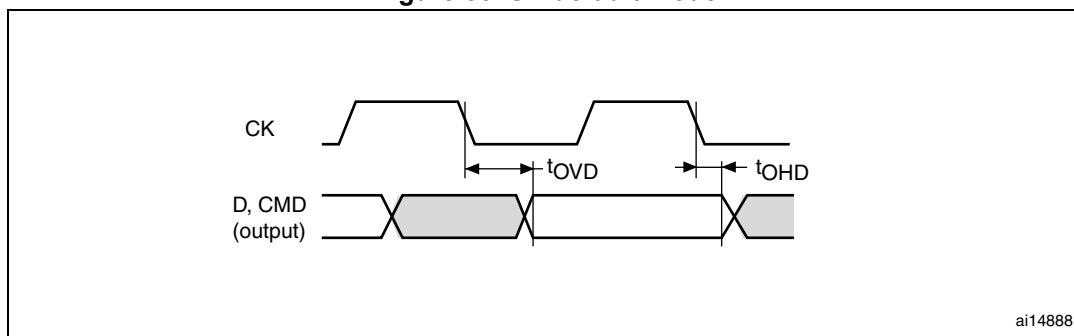 CK
tOVD
tOHD
D, CMD
(output)
ai14888